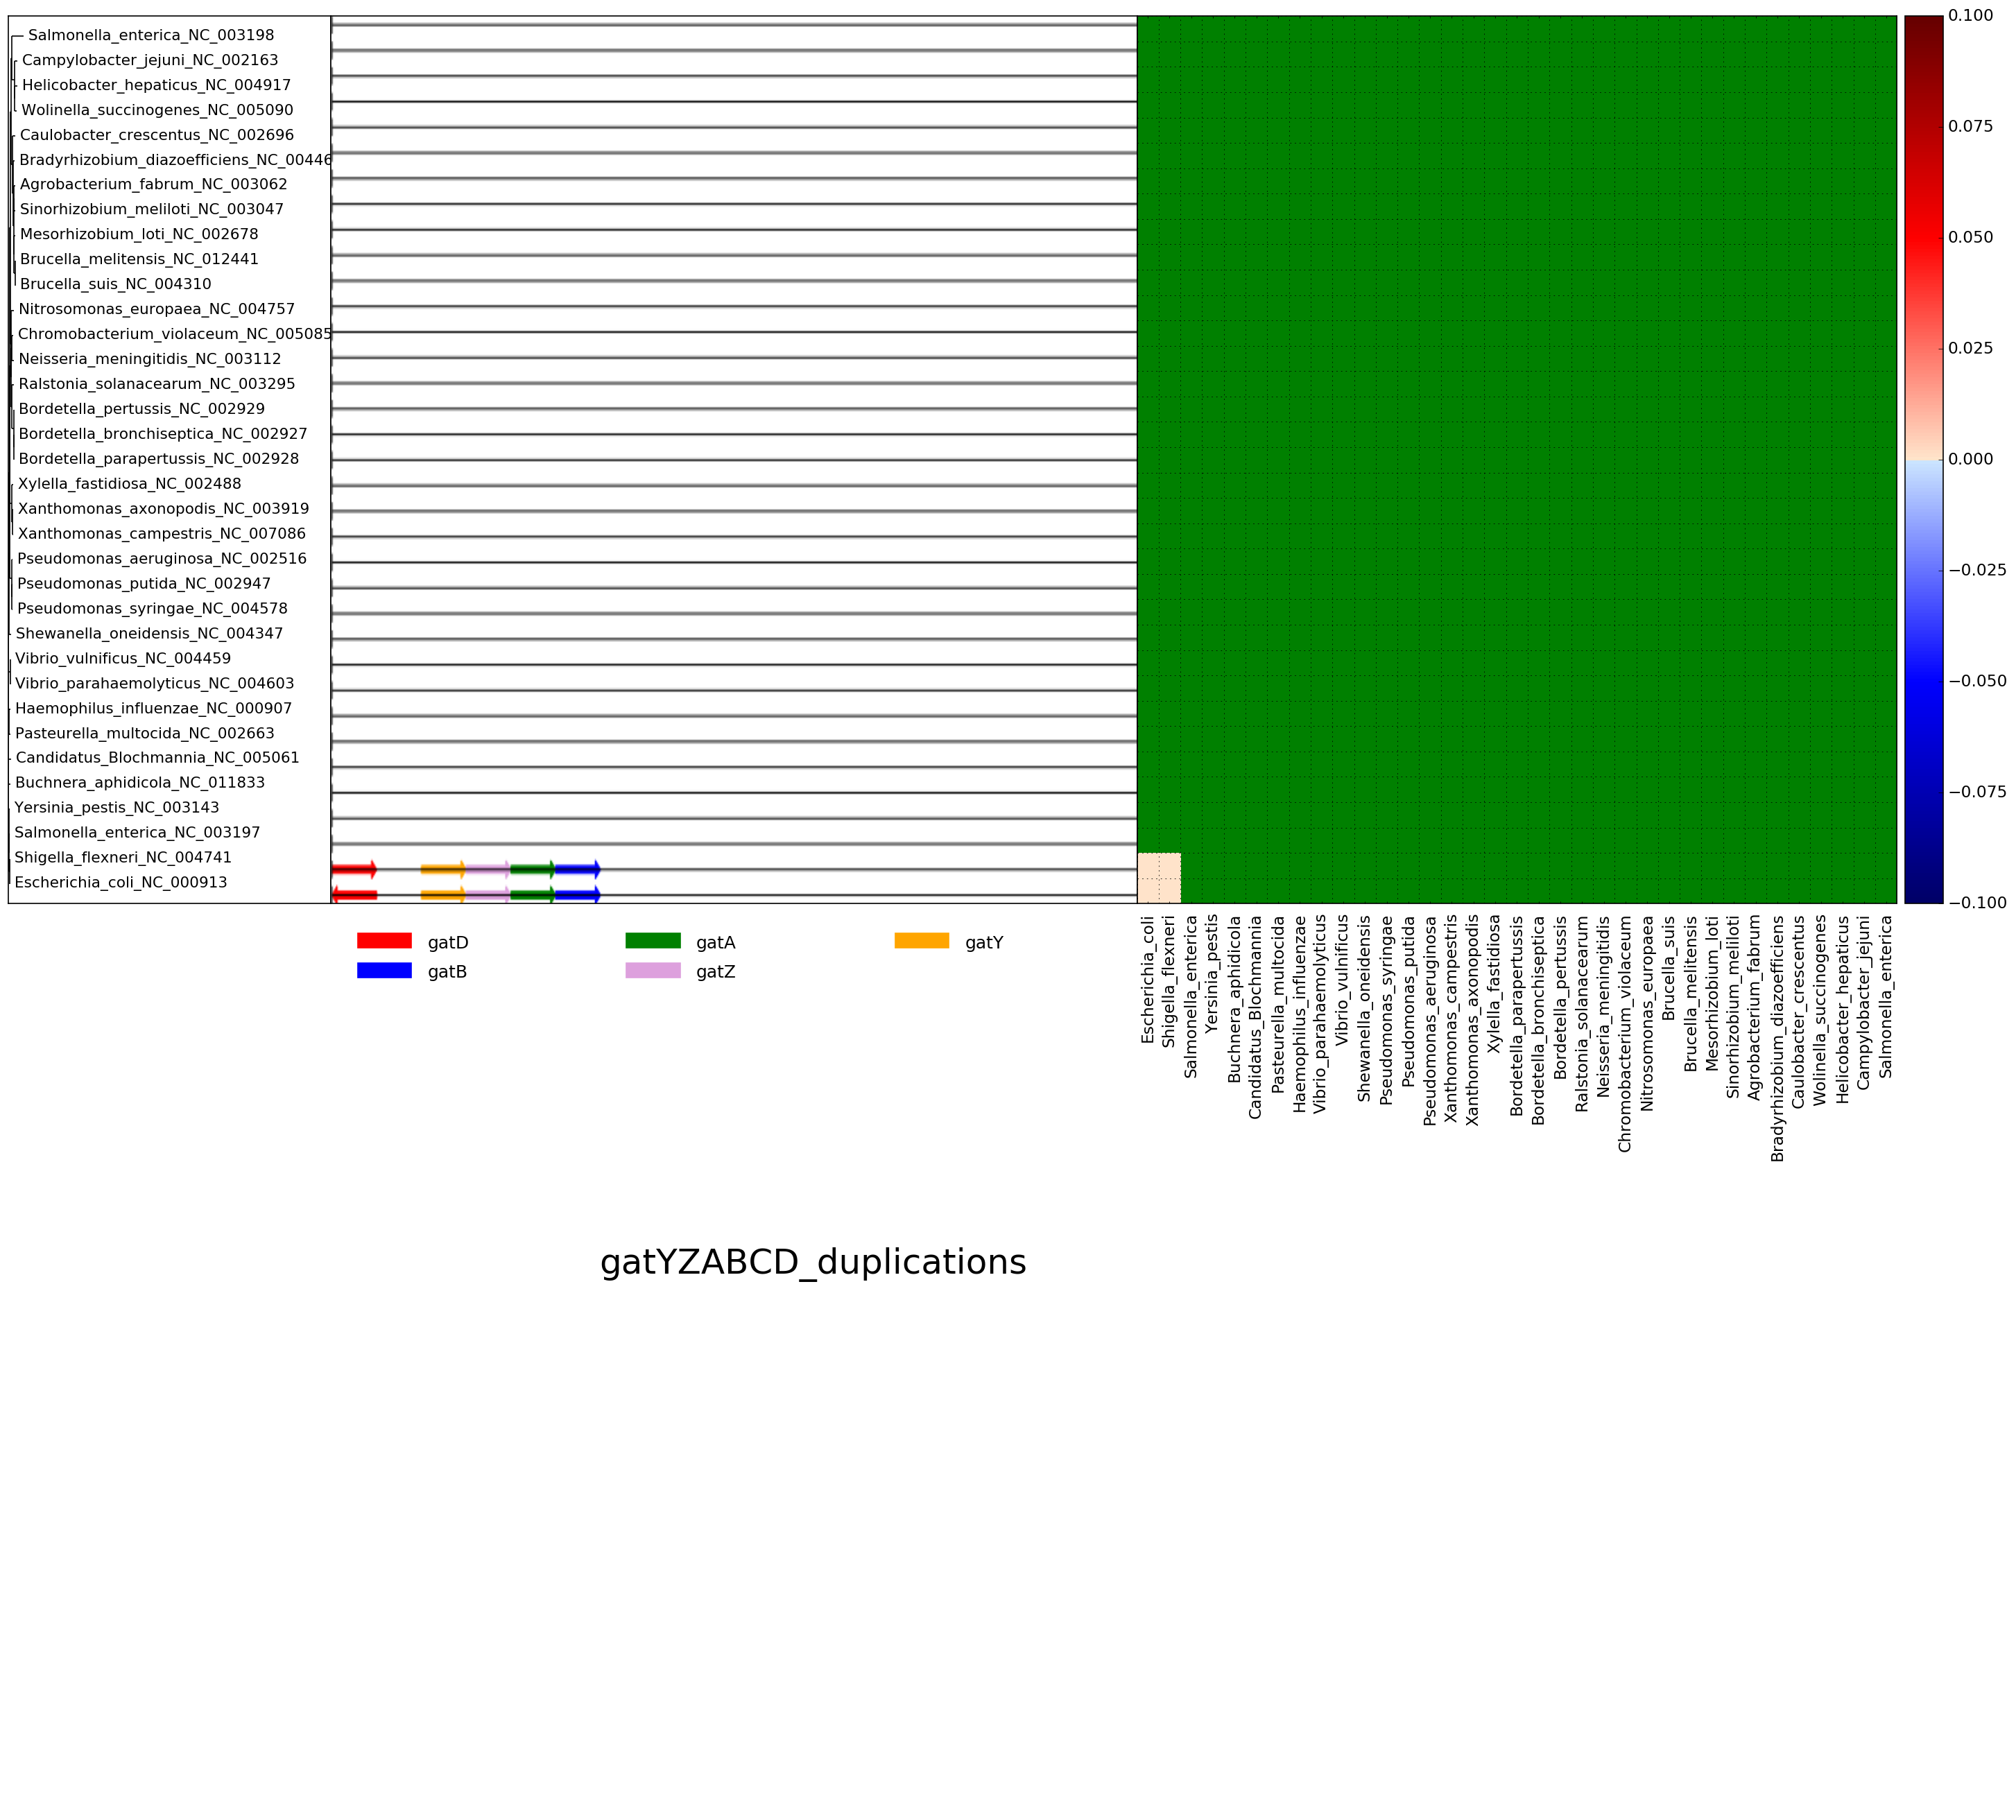 Salmonella_enterica_NC_003198
Campylobacter_jejuni_NC_002163
Helicobacter_hepaticus_NC_004917
Wolinella_succinogenes_NC_005090
Caulobacter_crescentus_NC_002696
Bradyrhizobium_diazoefficiens_NC_00446
Agrobacterium_fabrum_NC_003062
Sinorhizobium_meliloti_NC_003047
Mesorhizobium_loti_NC_002678
Brucella_melitensis_NC_012441
Brucella_suis_NC_004310
Nitrosomonas_europaea_NC_004757
Chromobacterium_violaceum_NC_005085
Neisseria_meningitidis_NC_003112
Ralstonia_solanacearum_NC_003295
Bordetella_pertussis_NC_002929
Bordetella_bronchiseptica_NC_002927
Bordetella_parapertussis_NC_002928
Xylella_fastidiosa_NC_002488
Xanthomonas_axonopodis_NC_003919
Xanthomonas_campestris_NC_007086
Pseudomonas_aeruginosa_NC_002516
Pseudomonas_putida_NC_002947
Pseudomonas_syringae_NC_004578
Shewanella_oneidensis_NC_004347
Vibrio_vulnificus_NC_004459
Vibrio_parahaemolyticus_NC_004603
Haemophilus_influenzae_NC_000907
Pasteurella_multocida_NC_002663
Candidatus_Blochmannia_NC_005061
Buchnera_aphidicola_NC_011833
Yersinia_pestis_NC_003143
Salmonella_enterica_NC_003197
Shigella_flexneri_NC_004741
Escherichia_coli_NC_000913
0.100
0.075
0.050
0.025
0.000
−0.025
−0.050
−0.075
−0.100
gatD
gatA
gatY
gatB
gatZ
Escherichia_coli
Shigella_flexneri
Salmonella_enterica
Yersinia_pestis
Buchnera_aphidicola
Candidatus_Blochmannia
Pasteurella_multocida
Haemophilus_influenzae
Vibrio_parahaemolyticus
Vibrio_vulnificus
Shewanella_oneidensis
Pseudomonas_syringae
Pseudomonas_putida
Pseudomonas_aeruginosa
Xanthomonas_campestris
Xanthomonas_axonopodis
Xylella_fastidiosa
Bordetella_parapertussis
Bordetella_bronchiseptica
Bordetella_pertussis
Ralstonia_solanacearum
Neisseria_meningitidis
Chromobacterium_violaceum
Nitrosomonas_europaea
Brucella_suis
Brucella_melitensis
Mesorhizobium_loti
Sinorhizobium_meliloti
Agrobacterium_fabrum
Bradyrhizobium_diazoefficiens
Caulobacter_crescentus
Wolinella_succinogenes
Helicobacter_hepaticus
Campylobacter_jejuni
Salmonella_enterica
gatYZABCD_duplications